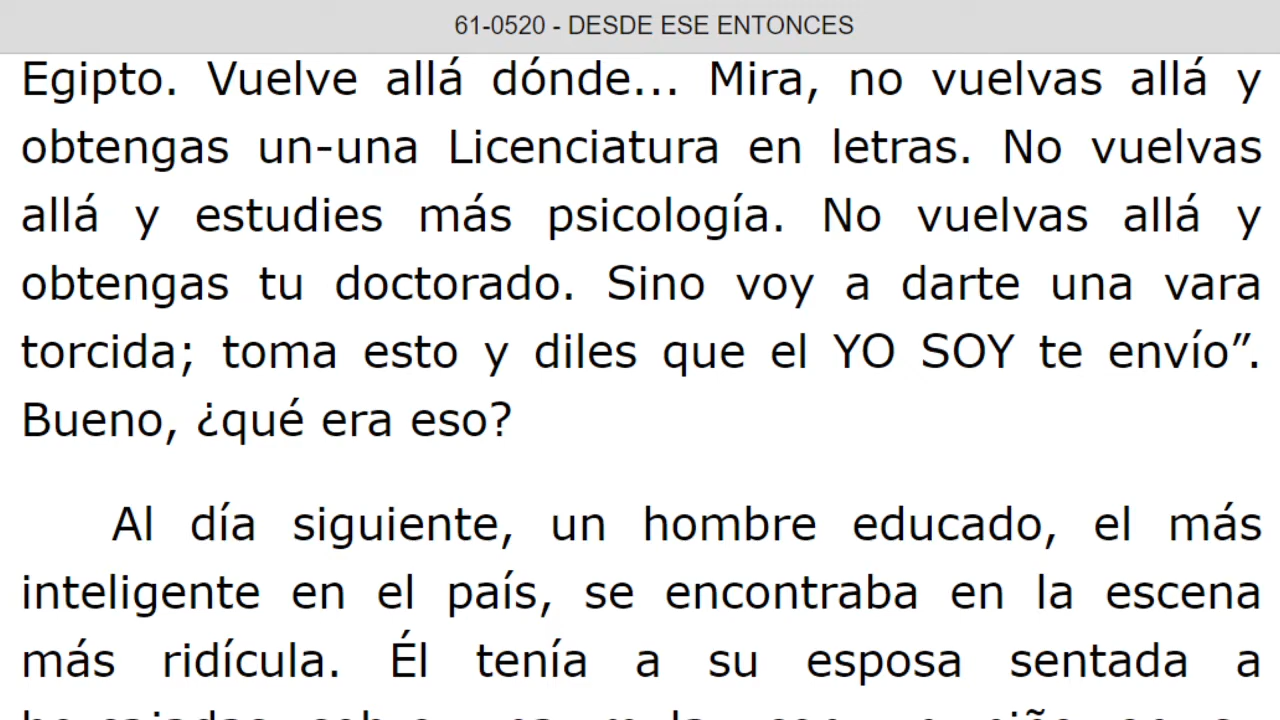 61-0520 - DESDE ESE ENTONCES
Egipto. Vuelve allá dónde... Mira, no vuelvas allá y
obtengas un-una Licenciatura en letras. No vuelvas
allá y estudies más psicología. No vuelvas allá y
obtengas tu doctorado. Sino voy a darte una vara
torcida; toma esto y diles que el YO SOY te envío”.
Bueno, ¿qué era eso?
Al día siguiente, un hombre educado, el más
inteligente en el país, se encontraba en la escena
más ridícula. Él tenía a su esposa sentada a